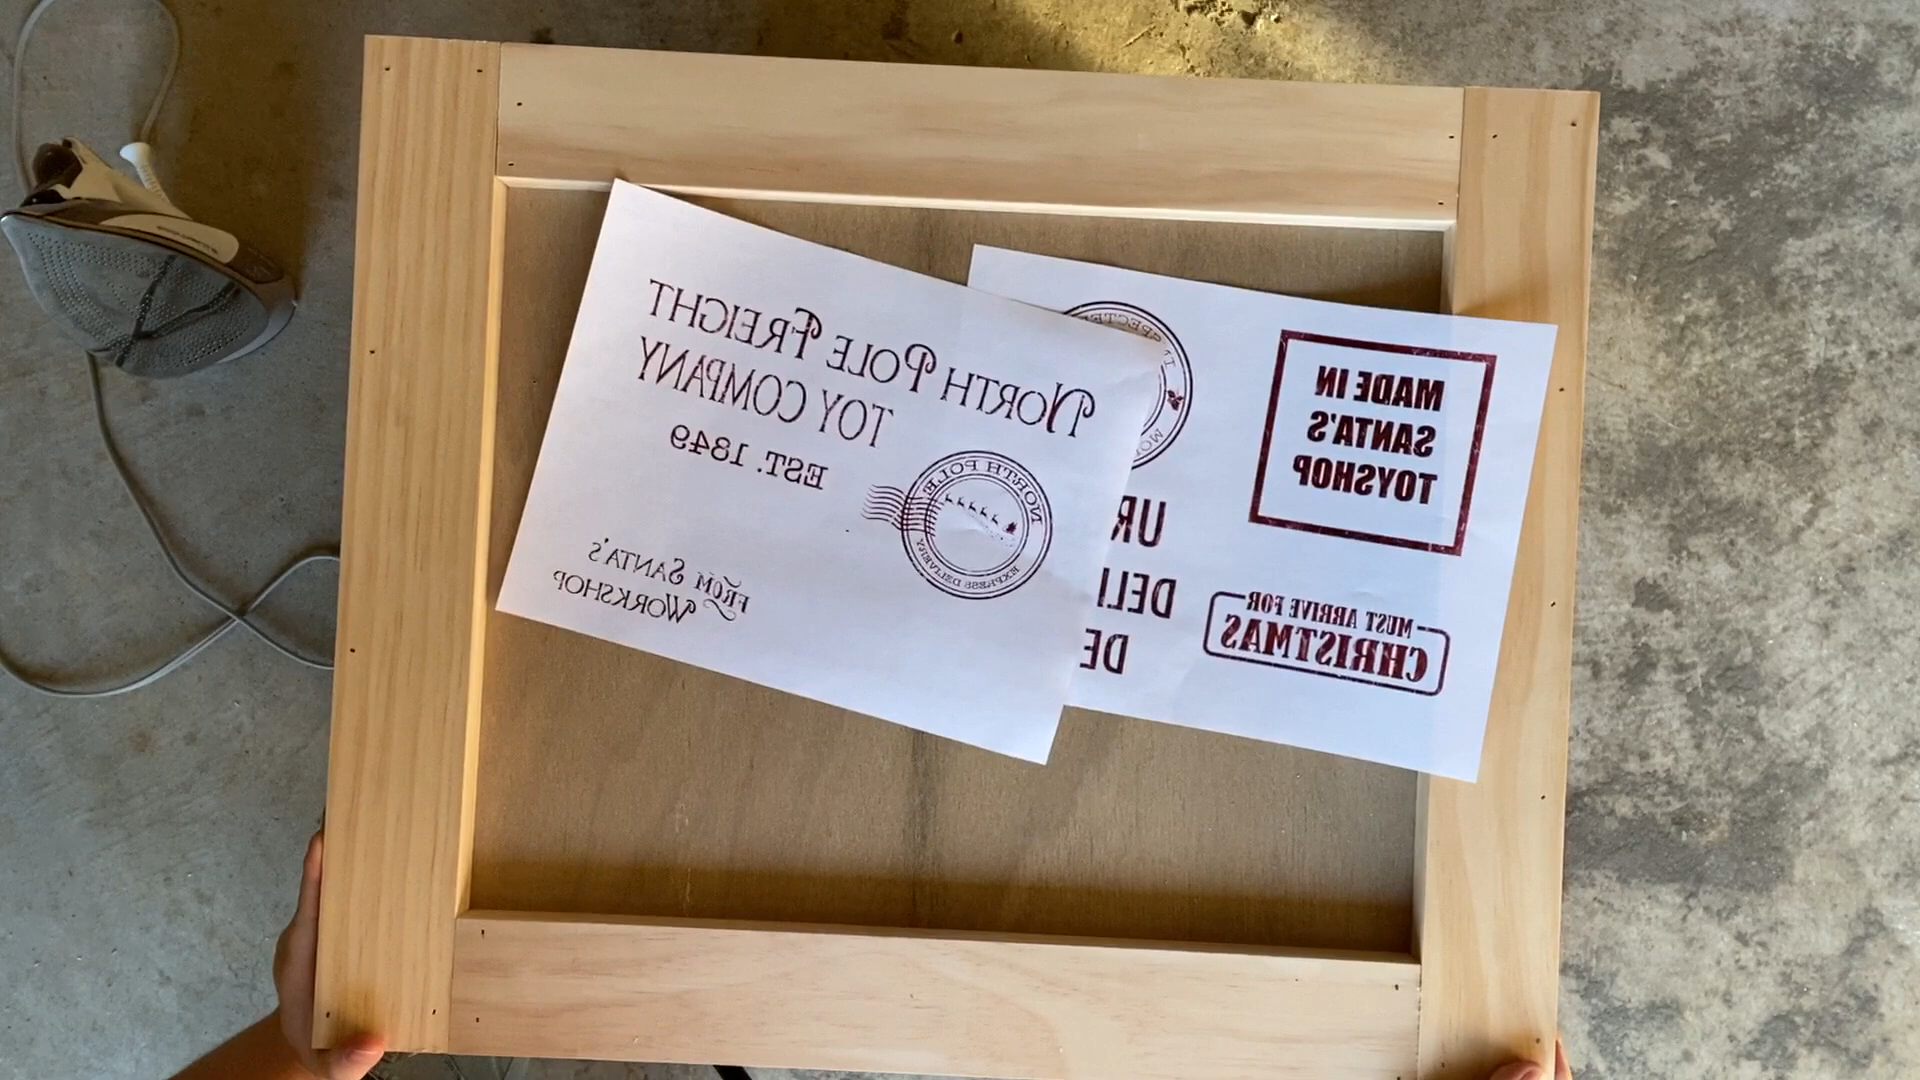 NORTH POLE FREIGHT
TOY COMPANY
EST. 1849
NORTH POLE
EXPRESS DELIVERY
FROM SANTA'S
WORKSHOP
MADE IN
SANTA'S
TOYSHOP
UR
DELI
DE
MUST ARRIVE FOR
CHRISTMAS